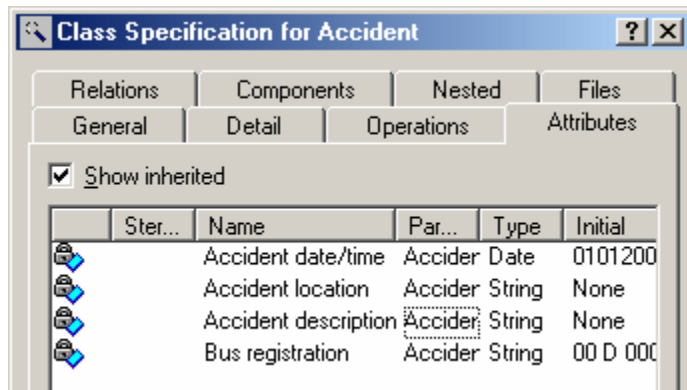 Class Specification for Accident
Relations Components Nested Files
General Detail Operations Attributes
Show inherited
Ster... Name Par... Type Initial
Accident date/time Accider Date 0101200
Accident location Accider String None
Accident description Accider String None
Bus registration Accider String 00 D 000